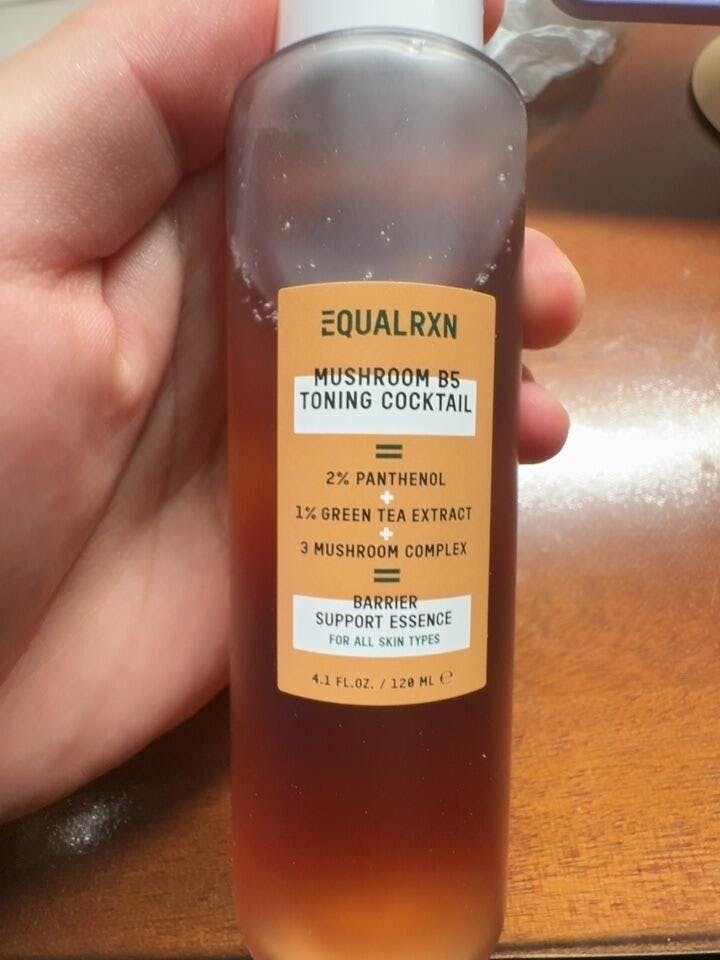 EQUALRXN
MUSHROOM B5
TONING COCKTAIL
=
2% PANTHENOL
+
1% GREEN TEA EXTRACT
+
3 MUSHROOM COMPLEX
=
BARRIER
SUPPORT ESSENCE
FOR ALL SKIN TYPES
4.1 FL.OZ. / 120 ML ℮